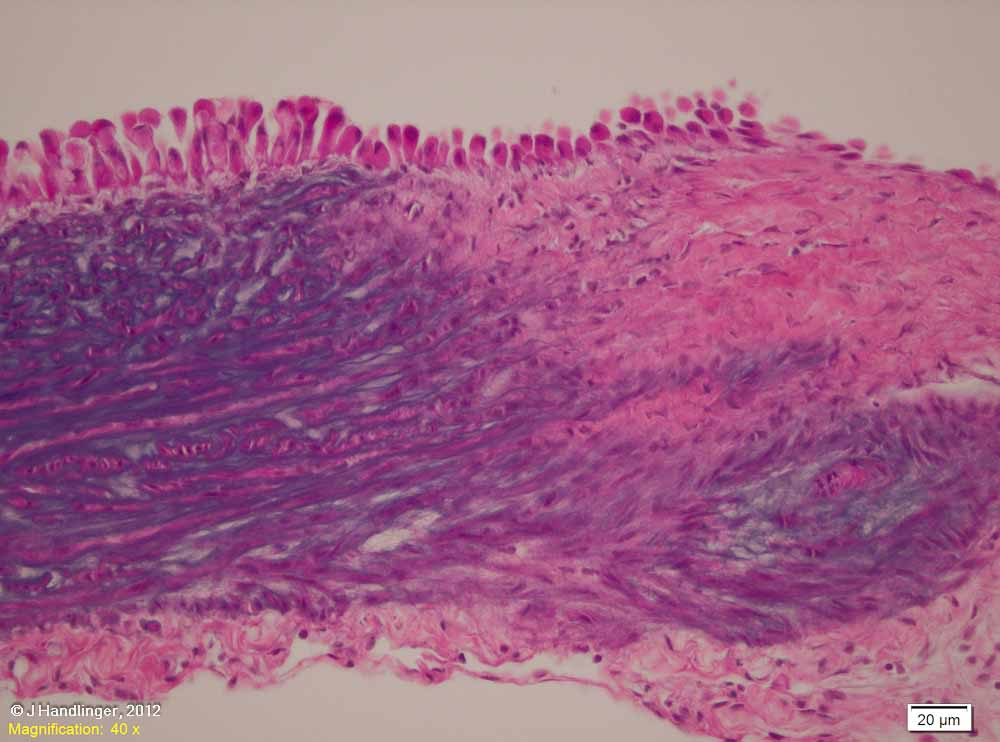 © J Handlinger, 2012
Magnification: 40 x
20 µm